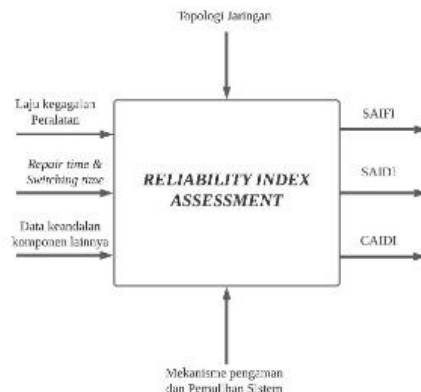 Topologi Jaringan
Laju kegagalan
Peralatan
SAIFI
Repair time &
Switching time
RELIABILITY INDEX
ASSESSMENT
SAIDI
Data keandalan
komponen lainnya
CAIDI
Mekanisme pengaman
dan Pemulihan Sistem